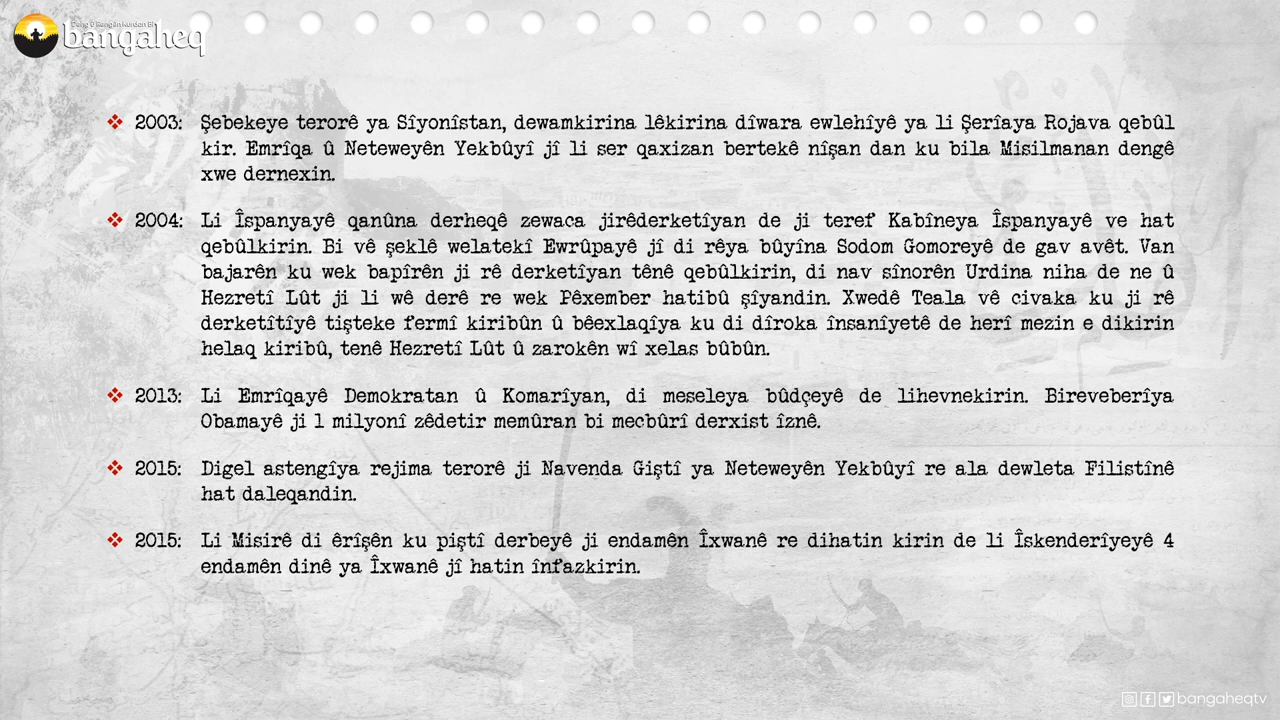 Deng û Rengên Kurdan Bi
bangaheq
2003: Şebekeye terorê ya Sîyonîstan, dewamkirina lêkirina dîwara ewlehîyê ya li Şerîaya Rojava qebûl
kir. Emrîqa û Neteweyên Yekbûyî jî li ser qaxizan bertekê nîşan dan ku bila Misilmanan dengê
xwe dernexin.
2004: Li Îspanyayê qanûna derheqê zewaca jirêderketîyan de ji teref Kabîneya Îspanyayê ve hat
qebûlkirin. Bi vê şeklê welatekî Ewrûpayê jî di rêya bûyîna Sodom Gomoreyê de gav avêt. Van
bajarên ku wek bapîrên ji rê derketîyan tênê qebûlkirin, di nav sînorên Urdina niha de ne û
Hezretî Lût ji li wê derê re wek Pêxember hatibû şîyandin. Xwedê Teala vê civaka ku ji rê
derketîtîyê tişteke fermî kiribûn û bêexlaqîya ku di dîroka însanîyetê de herî mezin e dikirin
helaq kiribû, tenê Hezretî Lût û zarokên wî xelas bûbûn.
2013: Li Emrîqayê Demokratan û Komarîyan, di meseleya bûdçeyê de lihevnekirin. Bireveberîya
Obamayê ji 1 milyonî zêdetir memûran bi mecbûrî derxist îznê.
2015: Digel astengîya rejima terorê ji Navenda Giştî ya Neteweyên Yekbûyî re ala dewleta Filistînê
hat daleqandin.
2015: Li Misirê di êrîşên ku piştî derbeyê ji endamên Îxwanê re dihatin kirin de li Îskenderîyeyê 4
endamên dinê ya Îxwanê jî hatin înfazkirin.
bangaheqtv